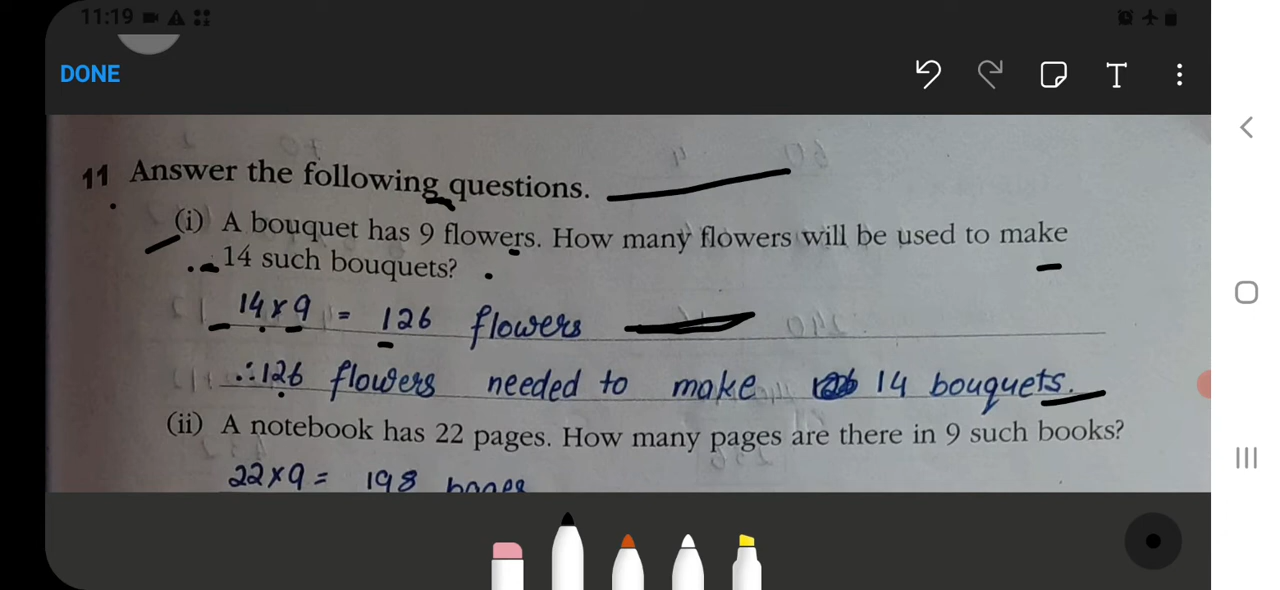 11:19
DONE
T
11 Answer the following questions.
(i) A bouquet has 9 flowers. How many flowers will be used to make
14 such bouquets?
14 x 9 = 126 flowers
∴ 126 flowers needed to make 14 bouquets.
(ii) A notebook has 22 pages. How many pages are there in 9 such books?
22 x 9 = 198 pages